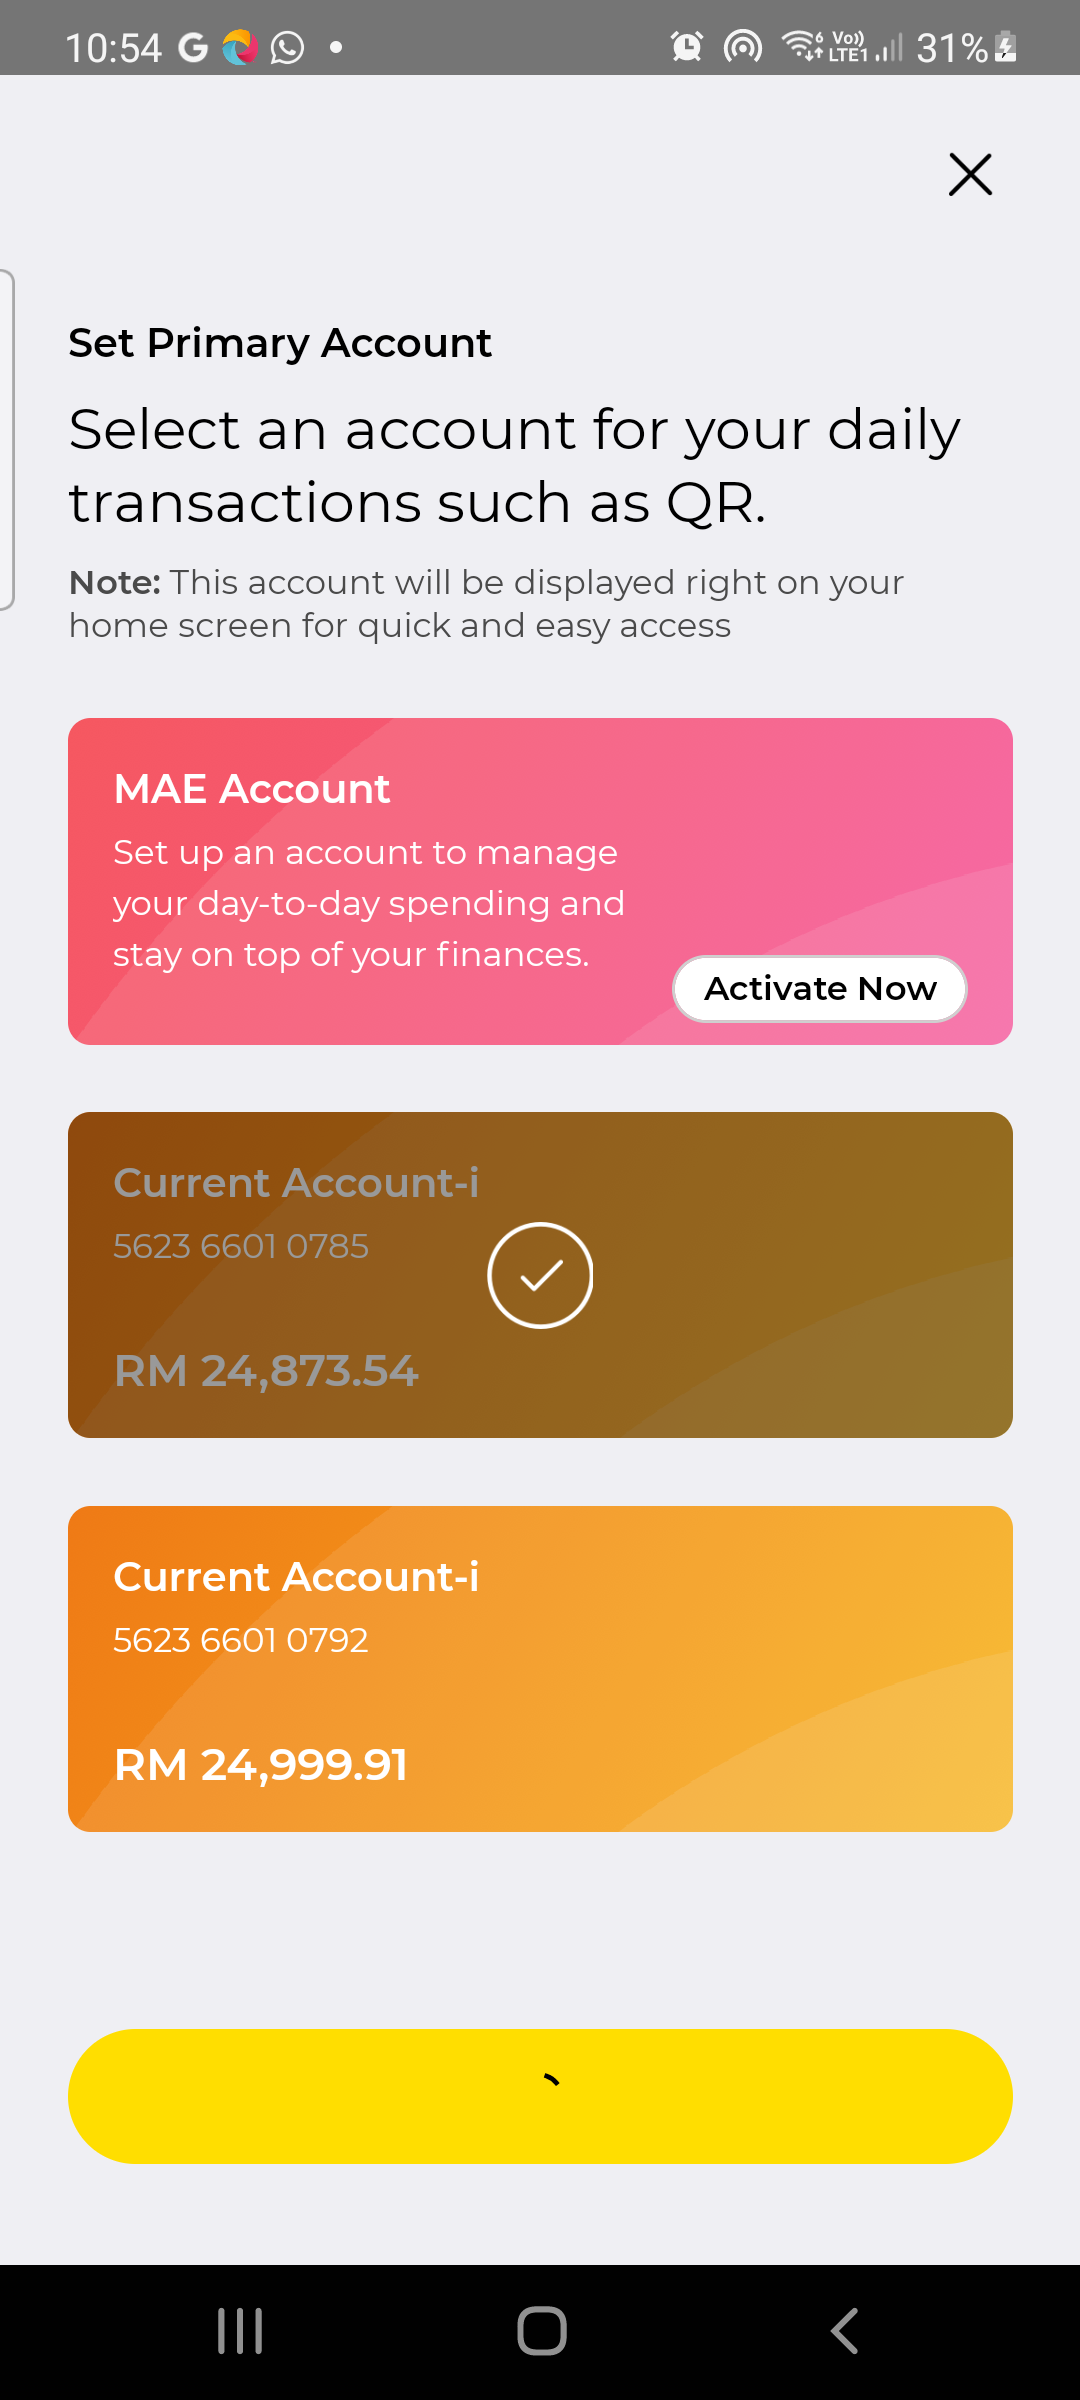 10:54
Vo)) LTE1 31%
Set Primary Account
Select an account for your daily
transactions such as QR.
Note: This account will be displayed right on your
home screen for quick and easy access
MAE Account
Set up an account to manage
your day-to-day spending and
stay on top of your finances.
Activate Now
Current Account-i
5623 6601 0785
RM 24,873.54
Current Account-i
5623 6601 0792
RM 24,999.91